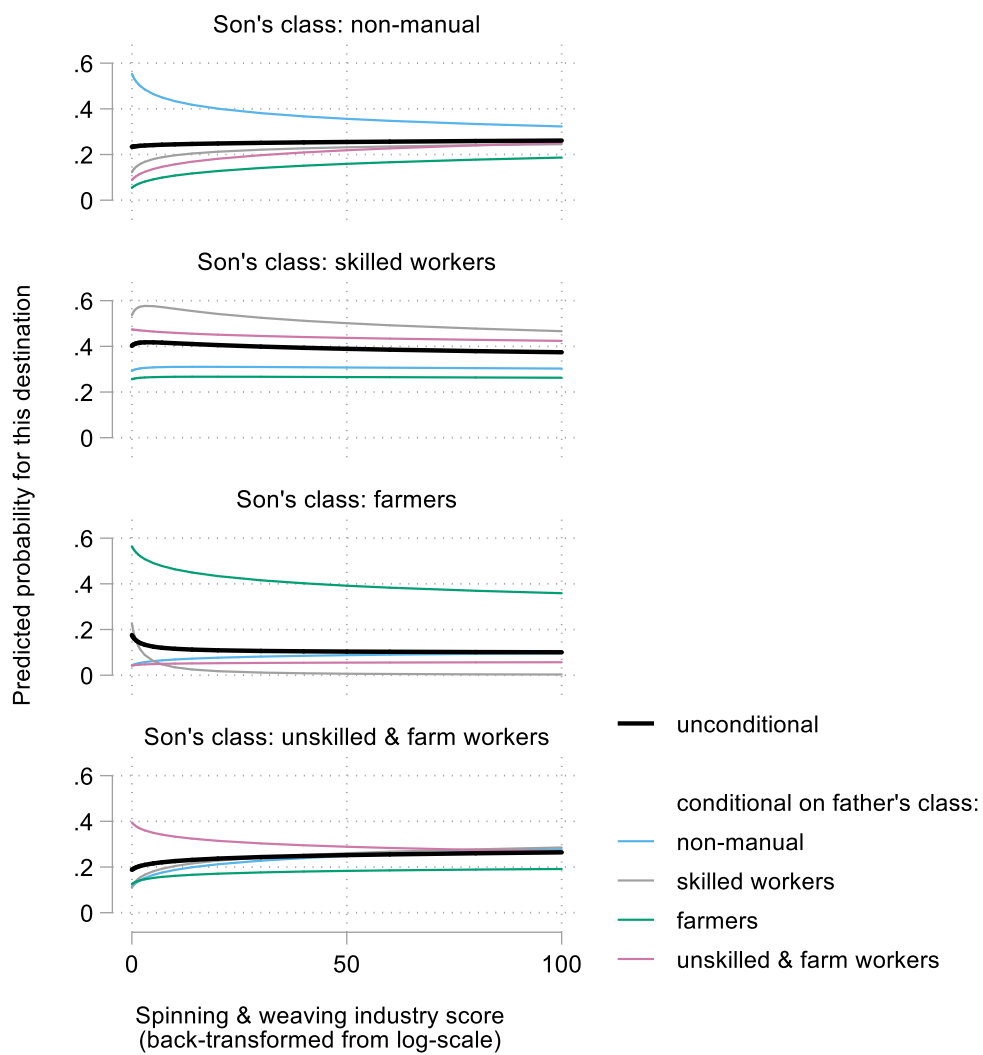 Son's class: non-manual
.6
.4
.2
0
Son's class: skilled workers
.6
.4
.2
0
Predicted probability for this destination
Son's class: farmers
.6
.4
.2
0
Son's class: unskilled & farm workers
.6
.4
.2
0
0 50 100
Spinning & weaving industry score
(back-transformed from log-scale)
unconditional
conditional on father's class:
non-manual
skilled workers
farmers
unskilled & farm workers